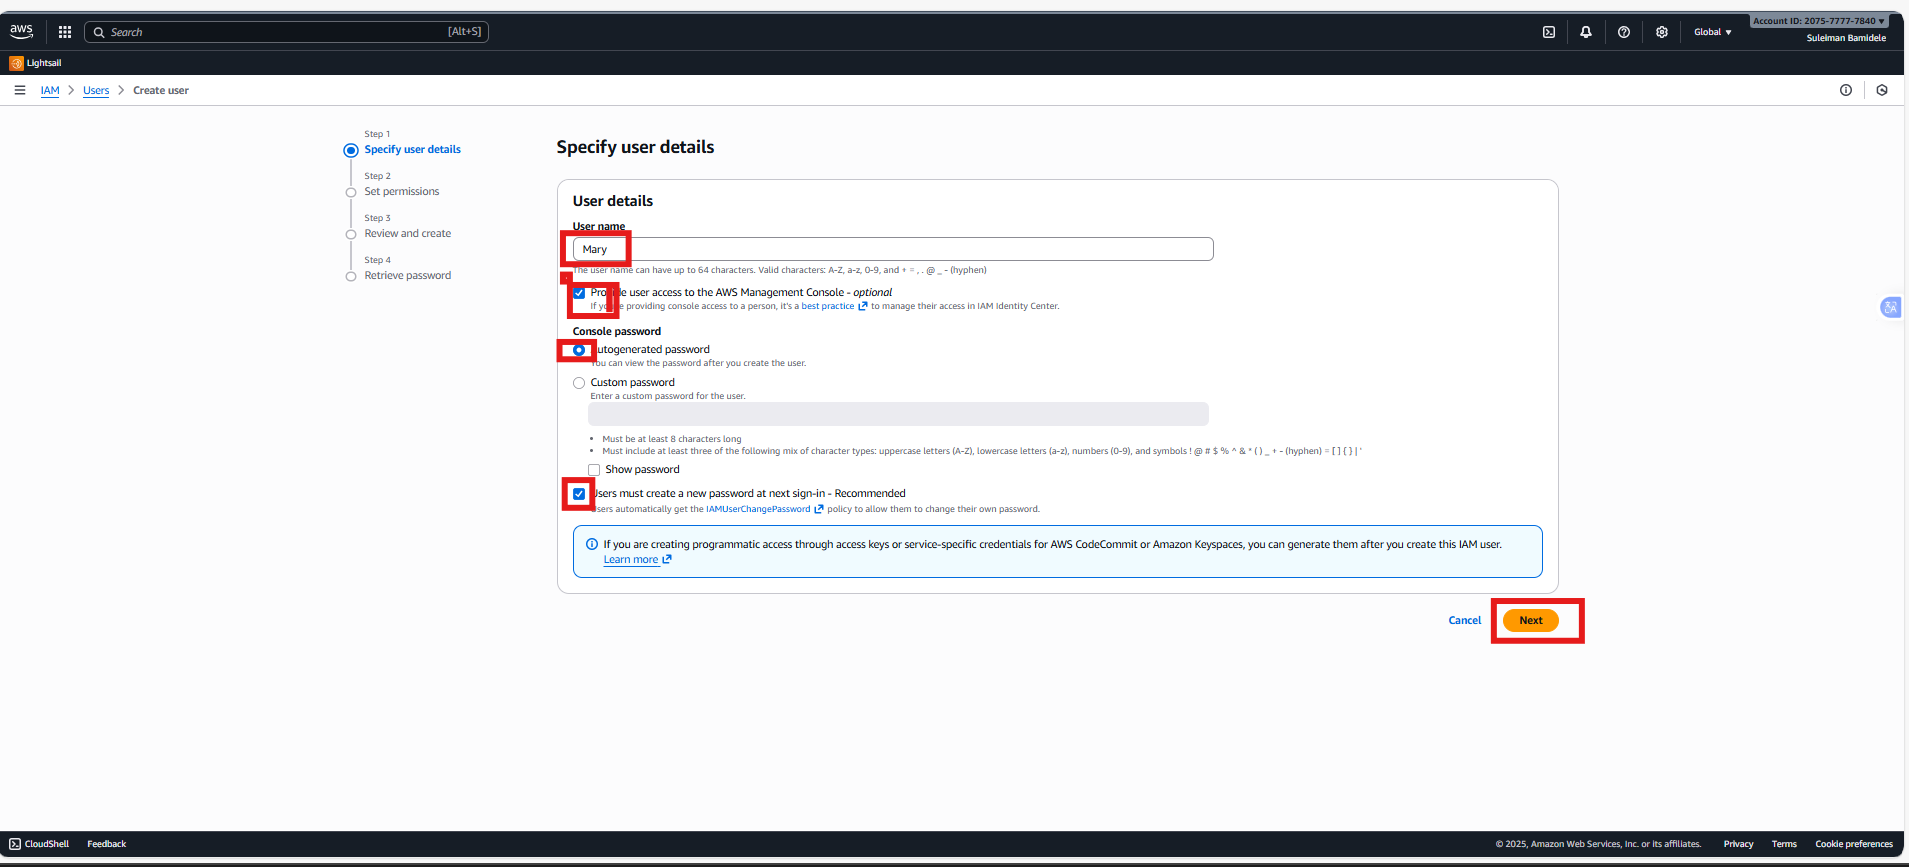 aws
Search [Alt+S]
Global ▼
Account ID: 2075-7777-7840 ▼
Suleiman Bamidele
Lightsail
IAM > Users > Create user
Step 1
Specify user details
Step 2
Set permissions
Step 3
Review and create
Step 4
Retrieve password
Specify user details
User details
User name
Mary
The user name can have up to 64 characters. Valid characters: A-Z, a-z, 0-9, and + = , . @ _ - (hyphen)
user access to the AWS Management Console - optional
If providing console access to a person, it's a best practice to manage their access in IAM Identity Center.
Console password
utogenerated password
You can view the password after you create the user.
Custom password
Enter a custom password for the user.
• Must be at least 8 characters long
• Must include at least three of the following mix of character types: uppercase letters (A-Z), lowercase letters (a-z), numbers (0-9), and symbols ! @ # $ % ^ & * ( ) _ + - (hyphen) = [ ] { } | '
Show password
Users must create a new password at next sign-in - Recommended
Users automatically get the IAMUserChangePassword policy to allow them to change their own password.
If you are creating programmatic access through access keys or service-specific credentials for AWS CodeCommit or Amazon Keyspaces, you can generate them after you create this IAM user.
Learn more
Cancel
Next
CloudShell
Feedback
© 2025, Amazon Web Services, Inc. or its affiliates.
Privacy
Terms
Cookie preferences